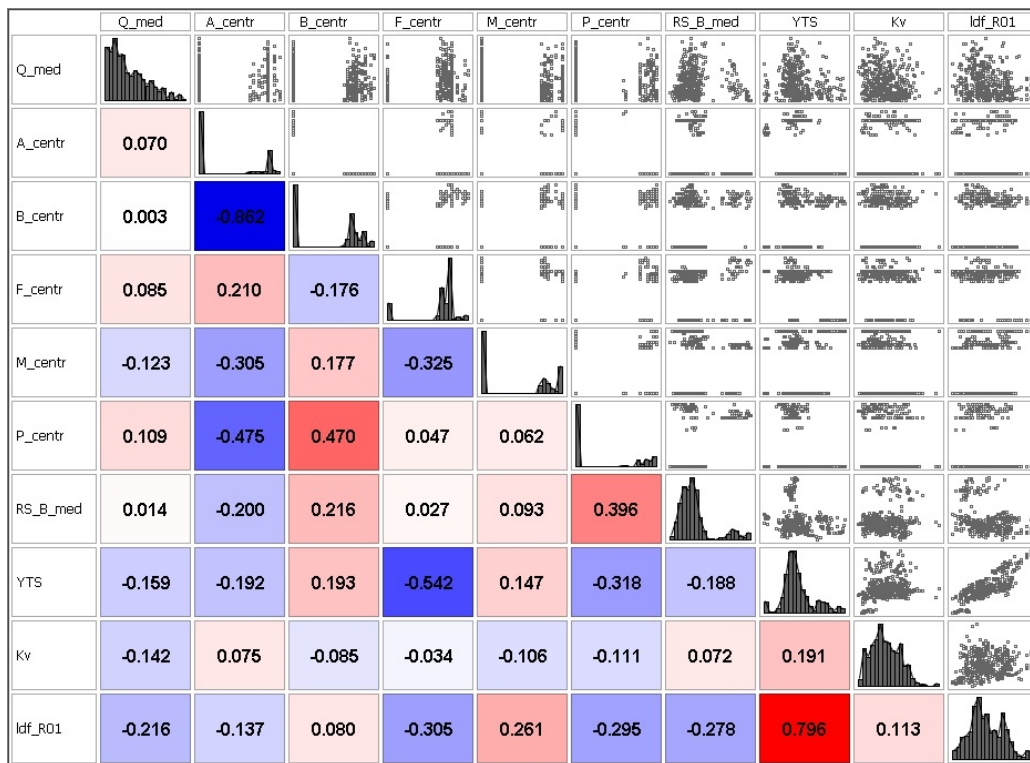 Q_med A_centr B_centr F_centr M_centr P_centr RS_B_med YTS Kv ldf_R01
Q_med
A_centr 0.070
B_centr 0.003 -0.862
F_centr 0.085 0.210 -0.176
M_centr -0.123 -0.305 0.177 -0.325
P_centr 0.109 -0.475 0.470 0.047 0.062
RS_B_med 0.014 -0.200 0.216 0.027 0.093 0.396
YTS -0.159 -0.192 0.193 -0.542 0.147 -0.318 -0.188
Kv -0.142 0.075 -0.085 -0.034 -0.106 -0.111 0.072 0.191
ldf_R01 -0.216 -0.137 0.080 -0.305 0.261 -0.295 -0.278 0.796 0.113